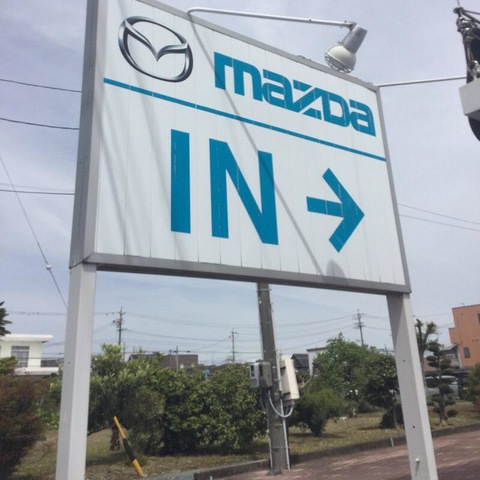 mazda
IN →